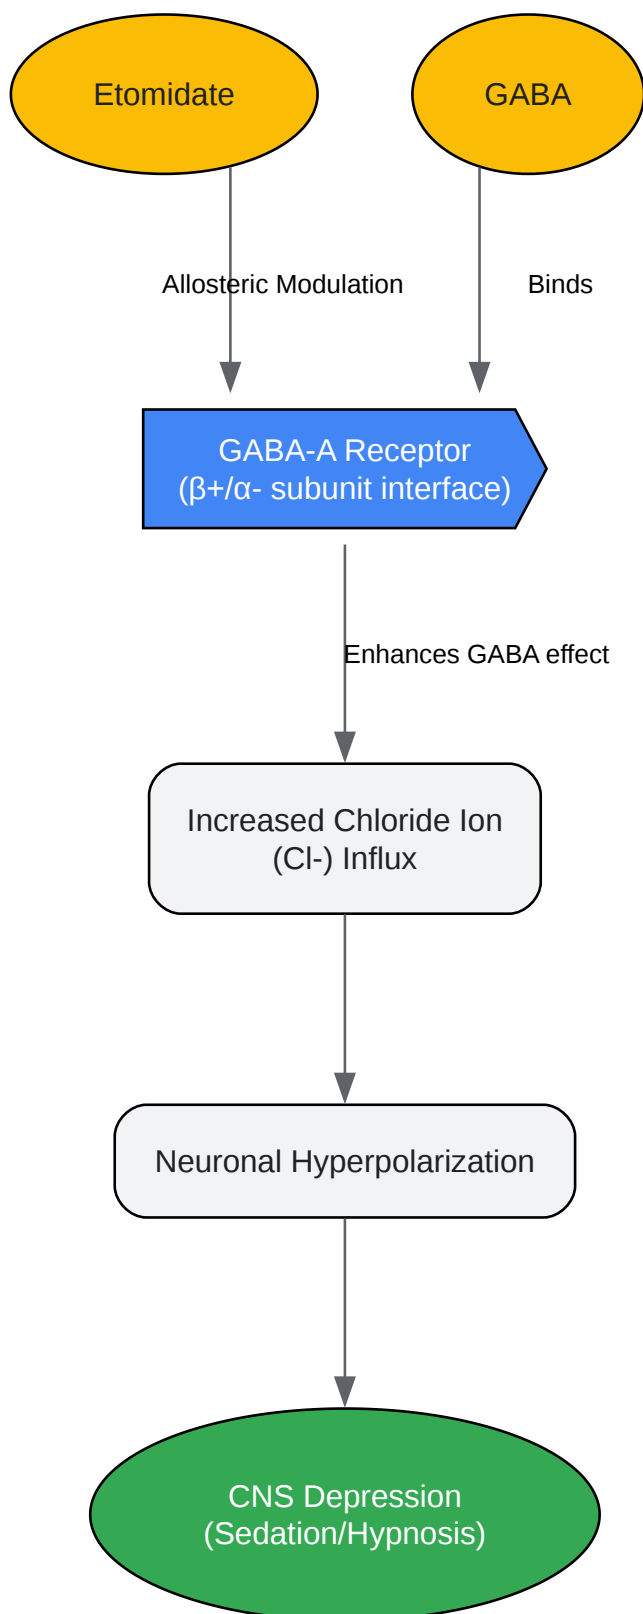 Etomidate
GABA
Allosteric Modulation
Binds
GABA-A Receptor
(β+/α- subunit interface)
Enhances GABA effect
Increased Chloride Ion
(Cl-) Influx
Neuronal Hyperpolarization
CNS Depression
(Sedation/Hypnosis)